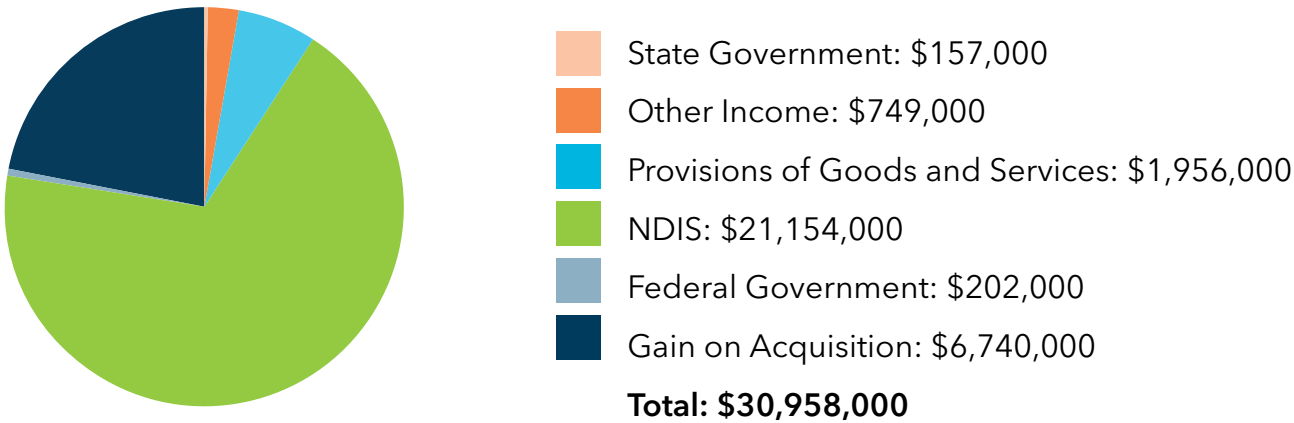 State Government: $157,000
Other Income: $749,000
Provisions of Goods and Services: $1,956,000
NDIS: $21,154,000
Federal Government: $202,000
Gain on Acquisition: $6,740,000
Total: $30,958,000